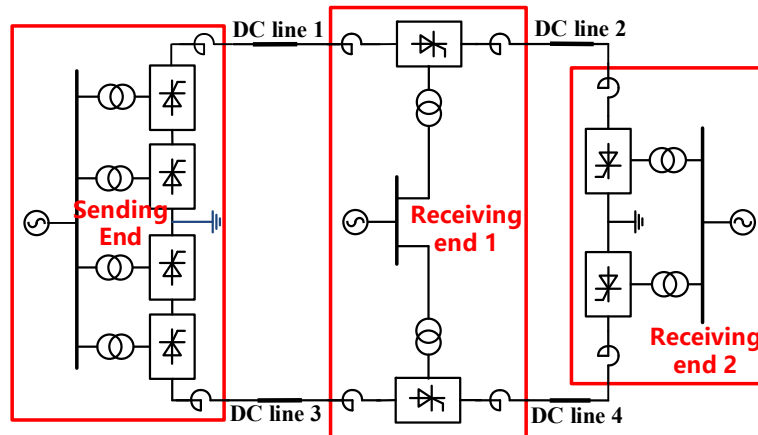 DC line 1
DC line 2
Sending
End
Receiving
end 1
Receiving
end 2
DC line 3
DC line 4